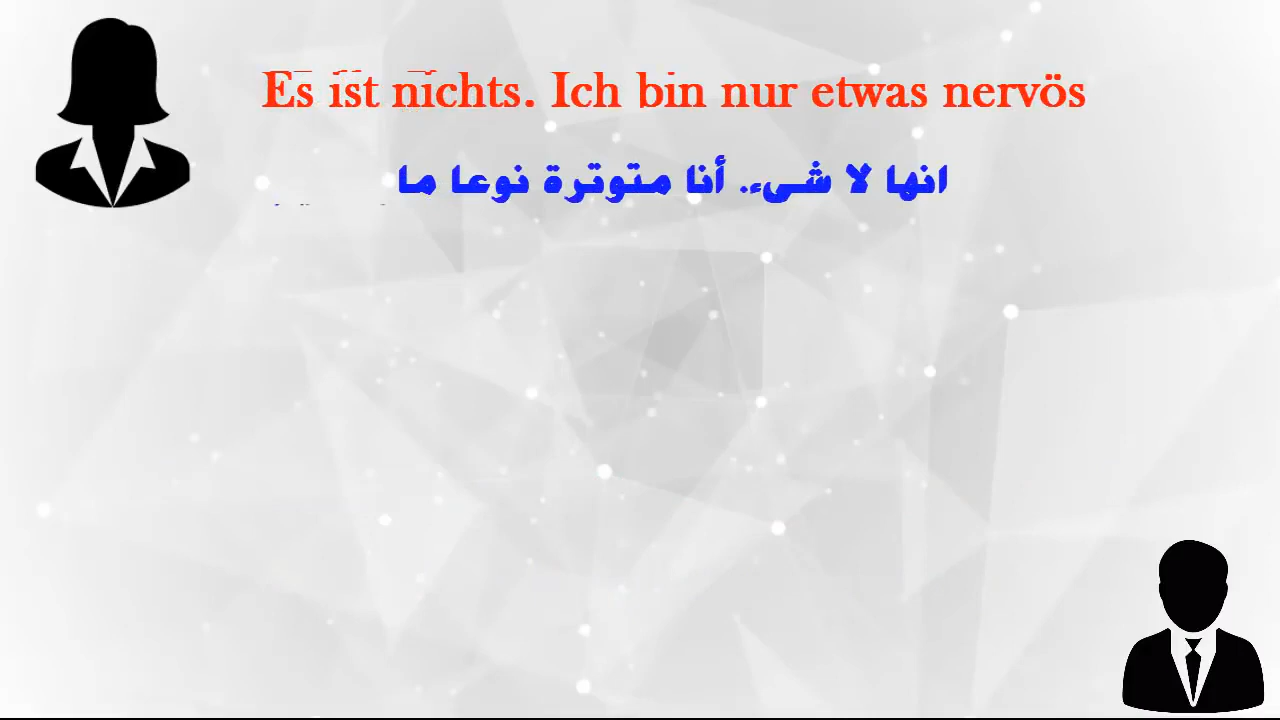 Es ist nichts. Ich bin nur etwas nervös
انها لا شيء. أنا متوترة نوعا ما